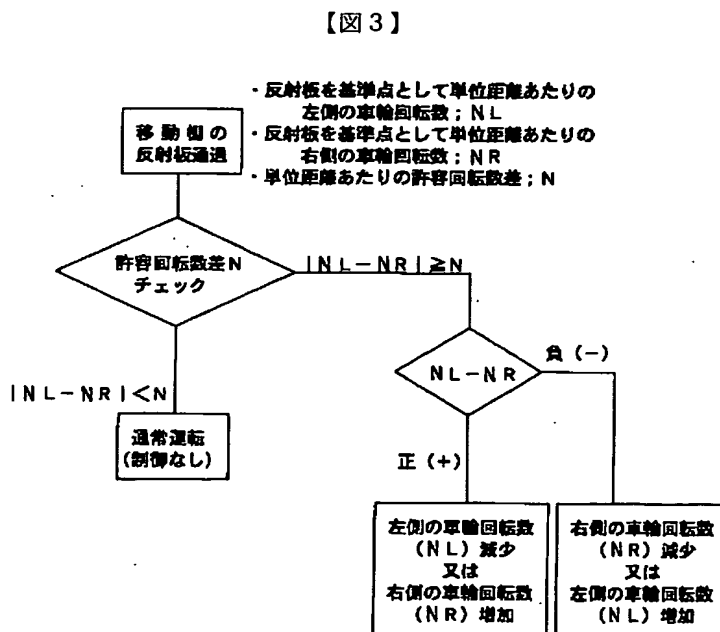 【図3】
・反射板を基準点として単位距離あたりの
左側の車輪回転数；NL
・反射板を基準点として単位距離あたりの
右側の車輪回転数；NR
・単位距離あたりの許容回転数差；N
移動棚の
反射板通過
許容回転数差N
チェック
|NL－NR|≧N
|NL－NR|＜N
通常運転
(制御なし)
NL－NR
負(－)
正(＋)
左側の車輪回転数
(NL)減少
又は
右側の車輪回転数
(NR)増加
右側の車輪回転数
(NR)減少
又は
左側の車輪回転数
(NL)増加